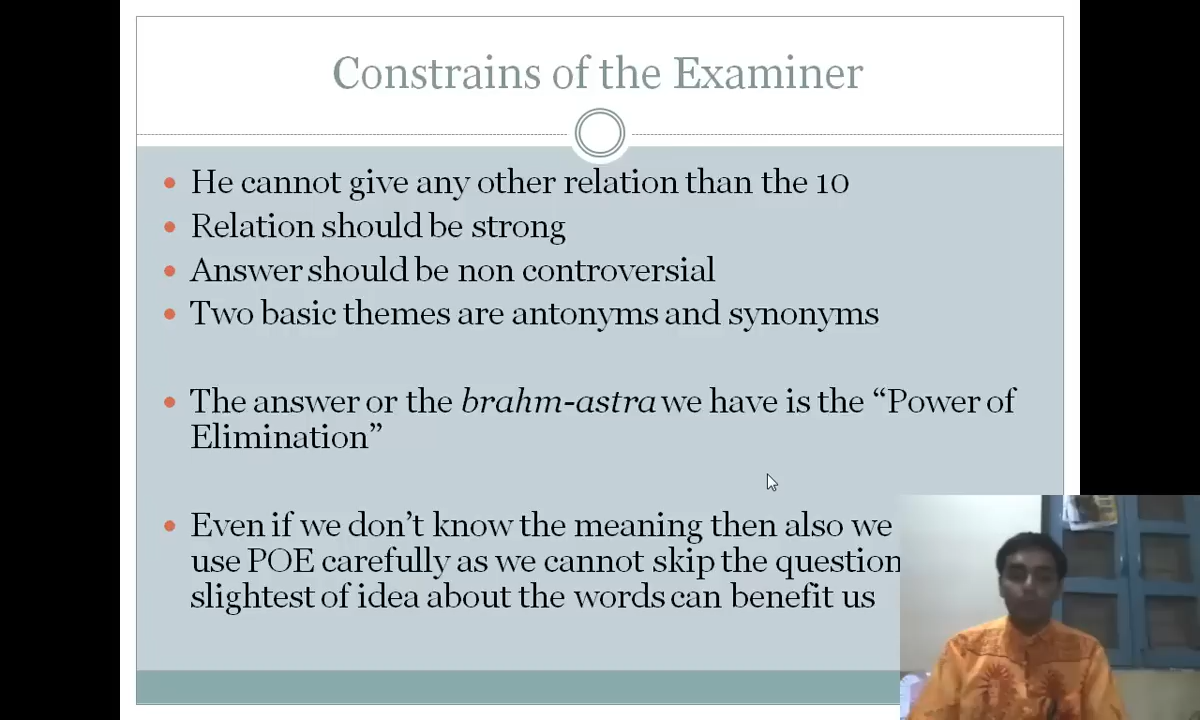 Constrains of the Examiner
He cannot give any other relation than the 10
Relation should be strong
Answer should be non controversial
Two basic themes are antonyms and synonyms
The answer or the brahm-astra we have is the “Power of
Elimination”
Even if we don’t know the meaning then also we
use POE carefully as we cannot skip the question
slightest of idea about the words can benefit us